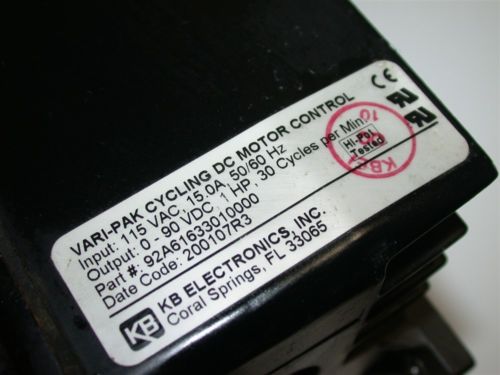 VARI-PAK CYCLING DC MOTOR CONTROL
Input: 115 VAC, 15.0A, 50/60 Hz
Output: 0 - 90 VDC, 1 HP, 30 Cycles per Min.
Part #: 92A61633010000
Date Code: 200107R3
KB KB ELECTRONICS, INC.
Coral Springs, FL 33065
CE
Hi-Pot
Tested
KBE